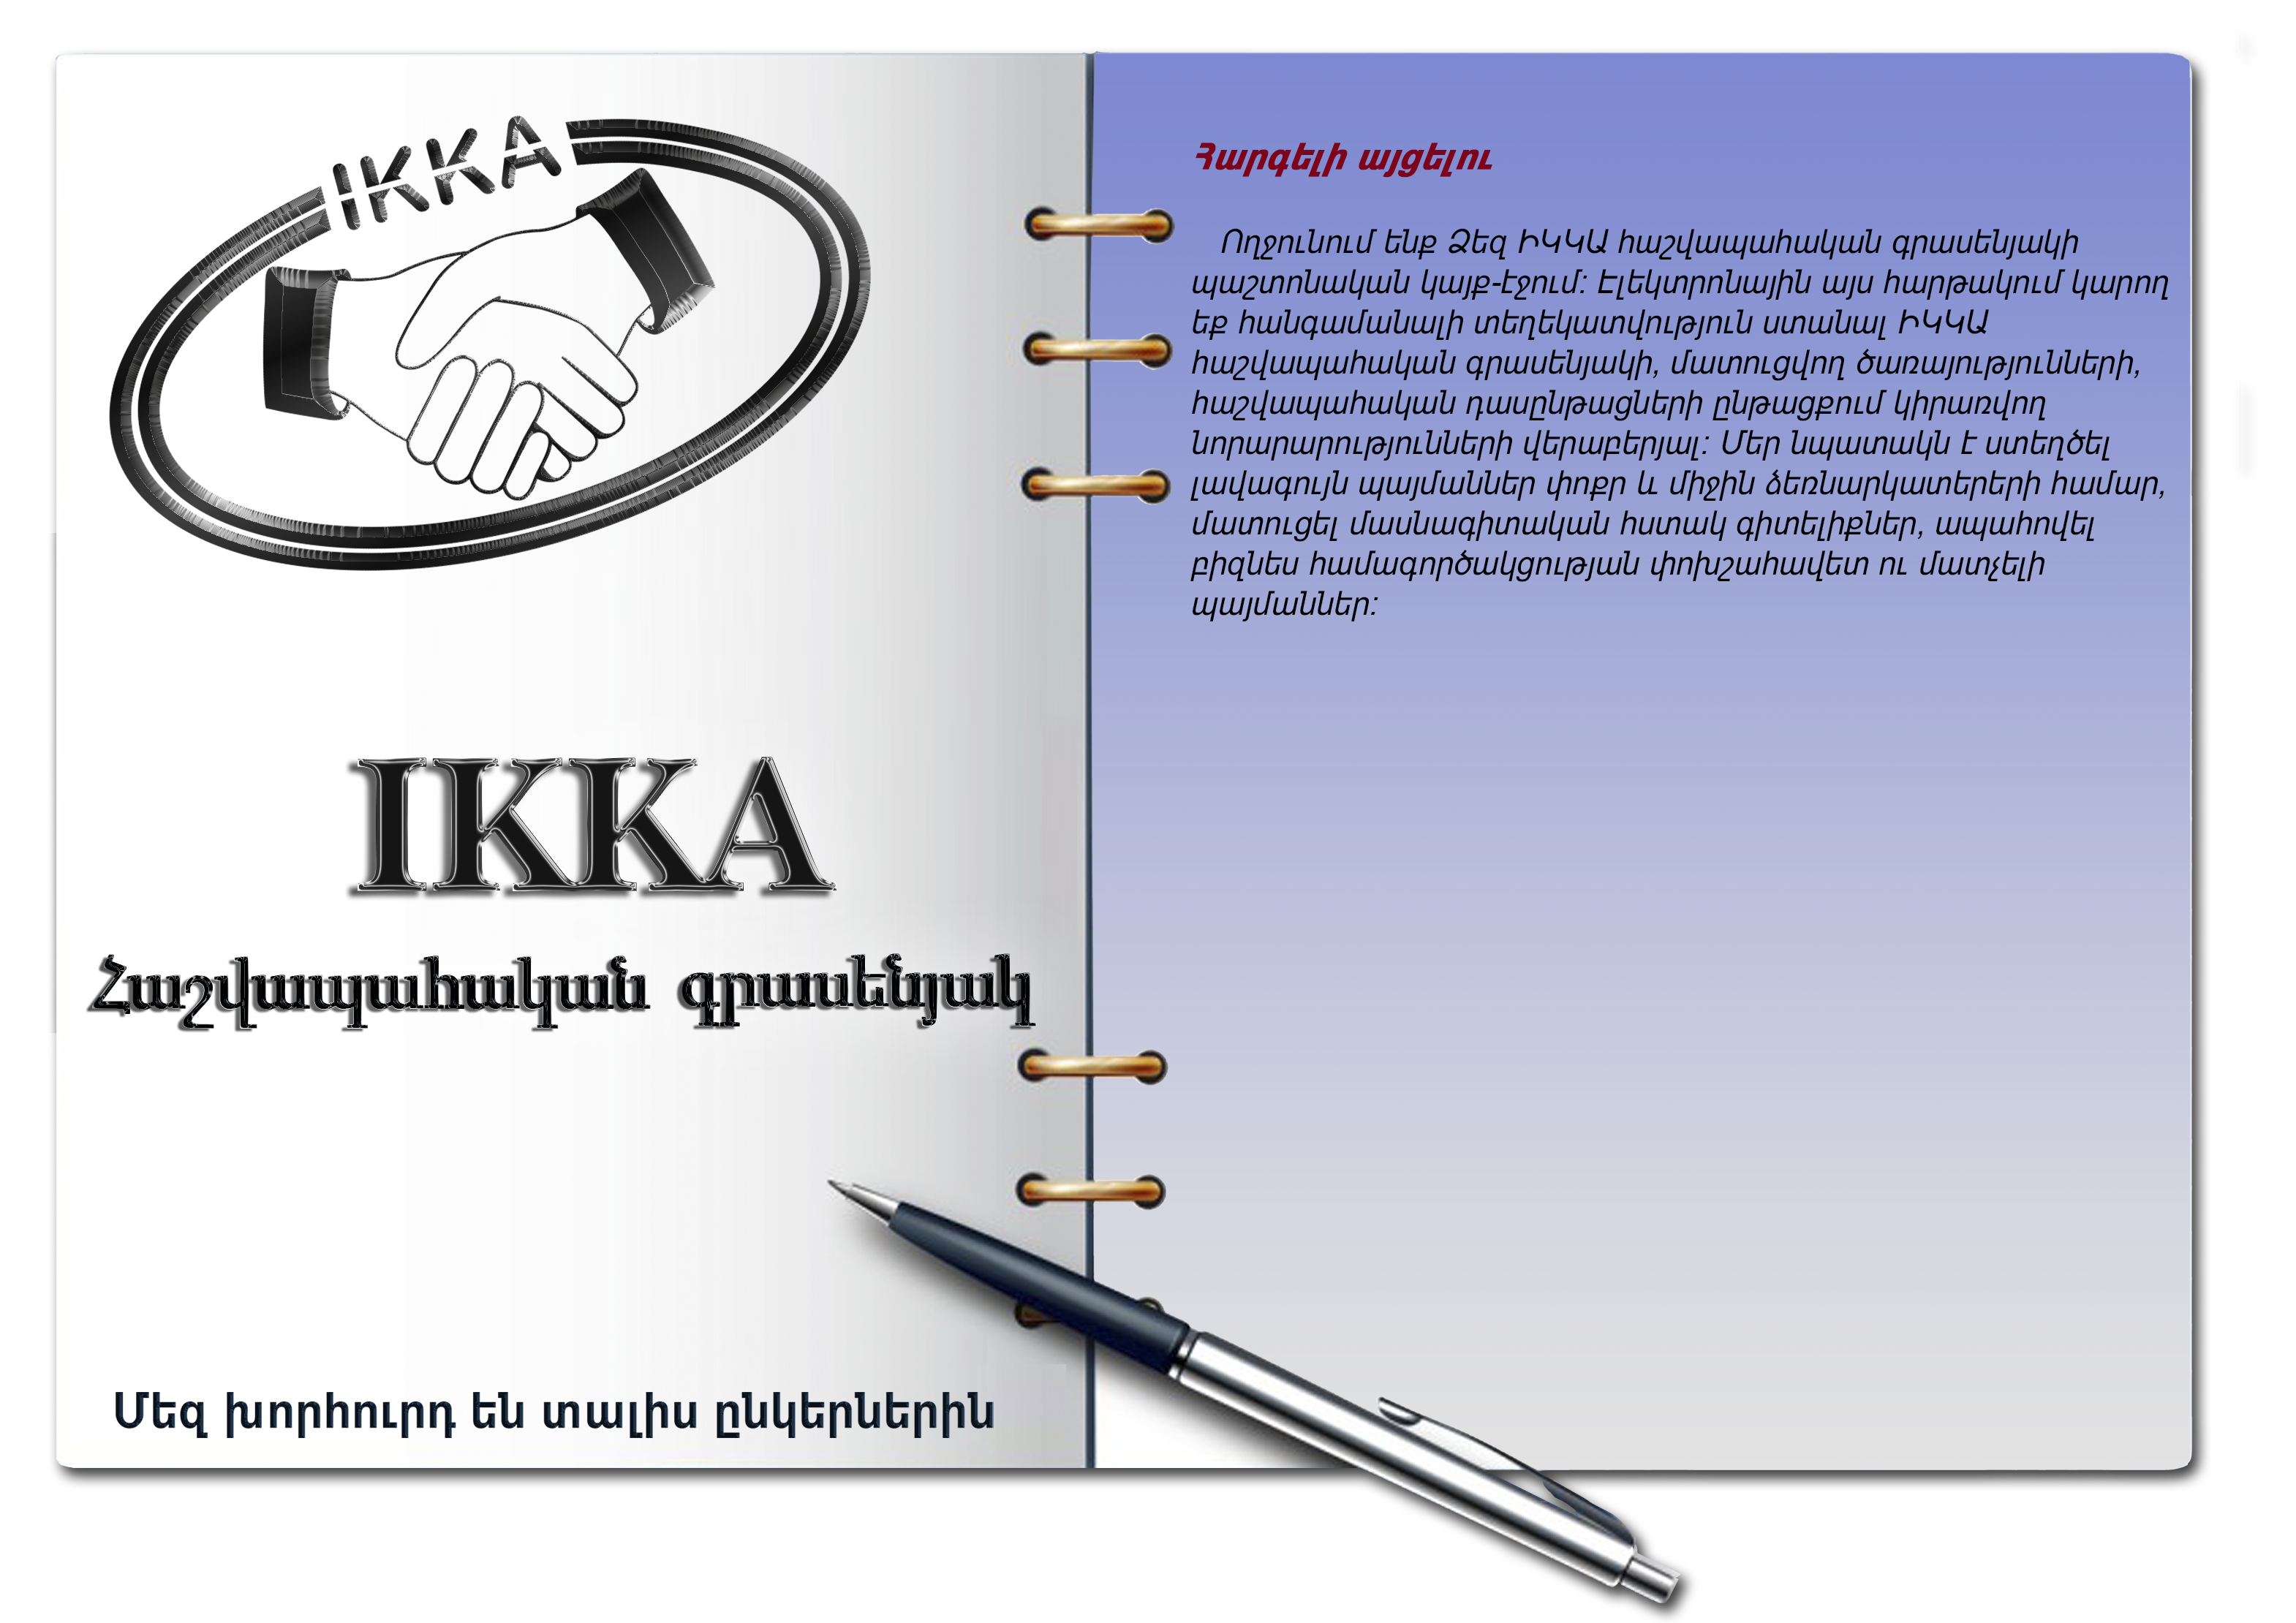 IKKA
IKKA
Հաշվապահական գրասենյակ
Մեզ խորհուրդ են տալիս ընկերներին
Հարգելի այցելու
Ողջունում ենք Ձեզ ԻԿԿԱ հաշվապահական գրասենյակի
պաշտոնական կայք-էջում: Էլեկտրոնային այս հարթակում կարող
եք հանգամանալի տեղեկատվություն ստանալ ԻԿԿԱ
հաշվապահական գրասենյակի, մատուցվող ծառայությունների,
հաշվապահական դասընթացների ընթացքում կիրառվող
նորարարությունների վերաբերյալ: Մեր նպատակն է ստեղծել
լավագույն պայմաններ փոքր և միջին ձեռնարկատերերի համար,
մատուցել մասնագիտական հստակ գիտելիքներ, ապահովել
բիզնես համագործակցության փոխշահավետ ու մատչելի
պայմաններ: